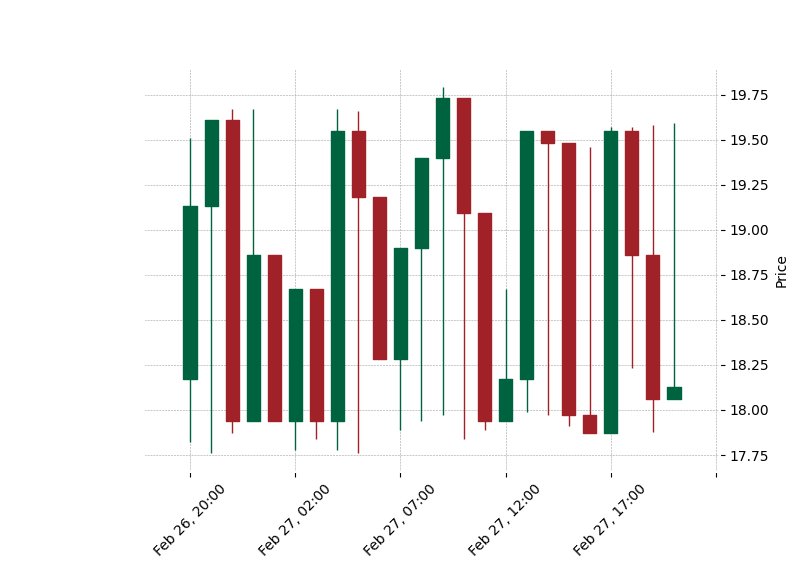 19.75
19.50
19.25
19.00
18.75
18.50
18.25
18.00
17.75
Price
Feb 26, 20:00
Feb 27, 02:00
Feb 27, 07:00
Feb 27, 12:00
Feb 27, 17:00